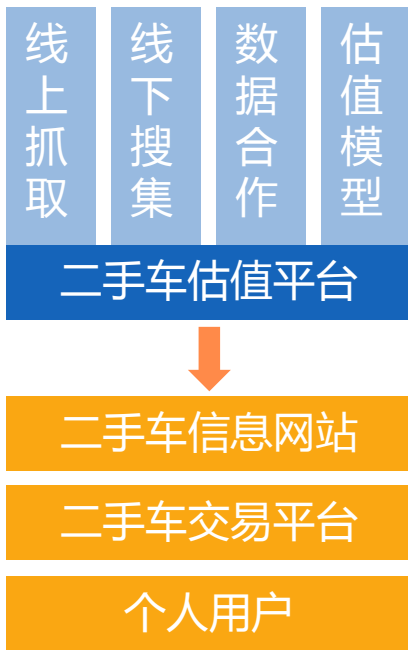 线上抓取
线下搜集
数据合作
估值模型
二手车估值平台
二手车信息网站
二手车交易平台
个人用户